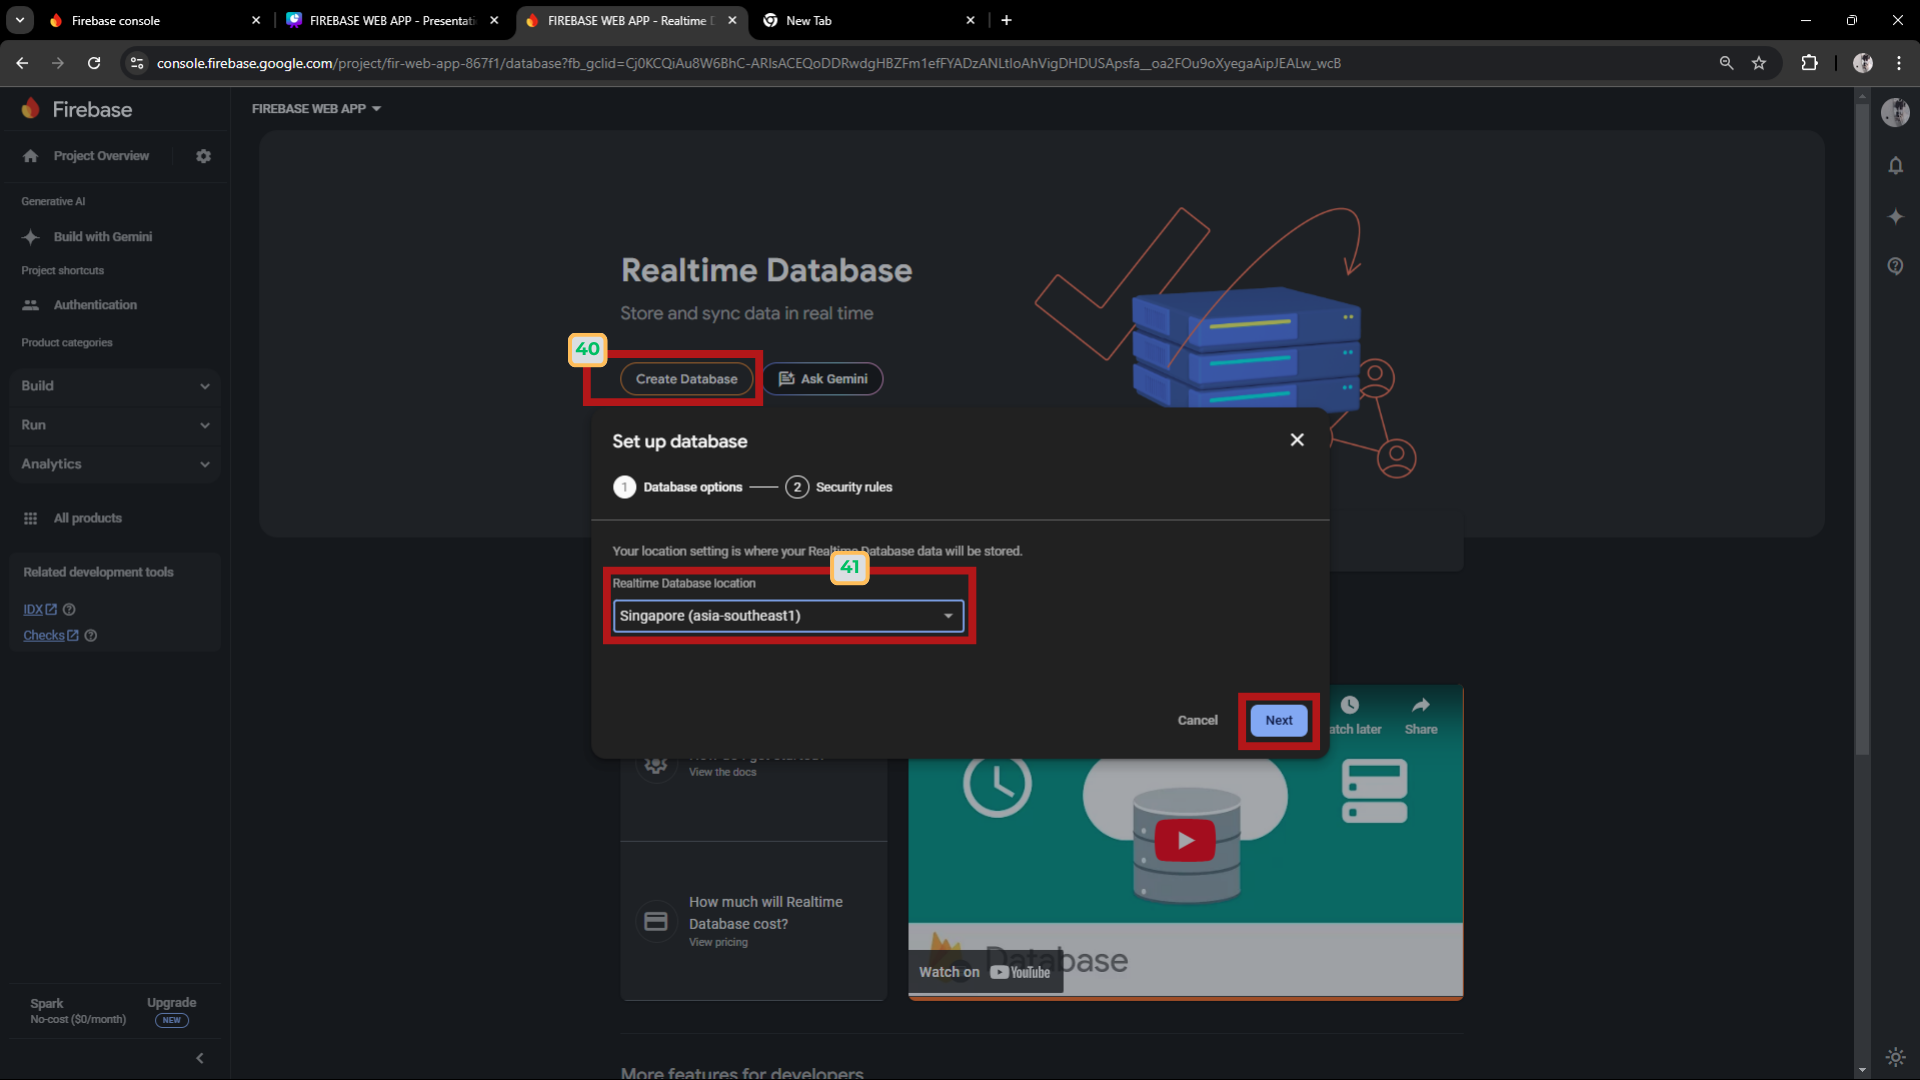 Firebase console
FIREBASE WEB APP - Presentati
FIREBASE WEB APP - Realtime D
New Tab
console.firebase.google.com/project/fir-web-app-867f1/database?fb_gclid=Cj0KCQiAu8W6BhC-ARIsACEQoDDRwdgHBZFm1efFYADzANLtIoAhVigDHDUSApsfa__oa2FOu9oXyegaAipJEALw_wcB
Firebase
FIREBASE WEB APP
Project Overview
Generative AI
Build with Gemini
Project shortcuts
Authentication
Product categories
Build
Run
Analytics
All products
Related development tools
IDX
Checks
Spark
No-cost ($0/month)
Upgrade
NEW
Realtime Database
Store and sync data in real time
40
Create Database
Ask Gemini
Set up database
1 Database options
2 Security rules
Your location setting is where your Realtime Database data will be stored.
41
Realtime Database location
Singapore (asia-southeast1)
Cancel
Next
View the docs
How much will Realtime
Database cost?
View pricing
atch later
Share
Database
Watch on YouTube
More features for developers